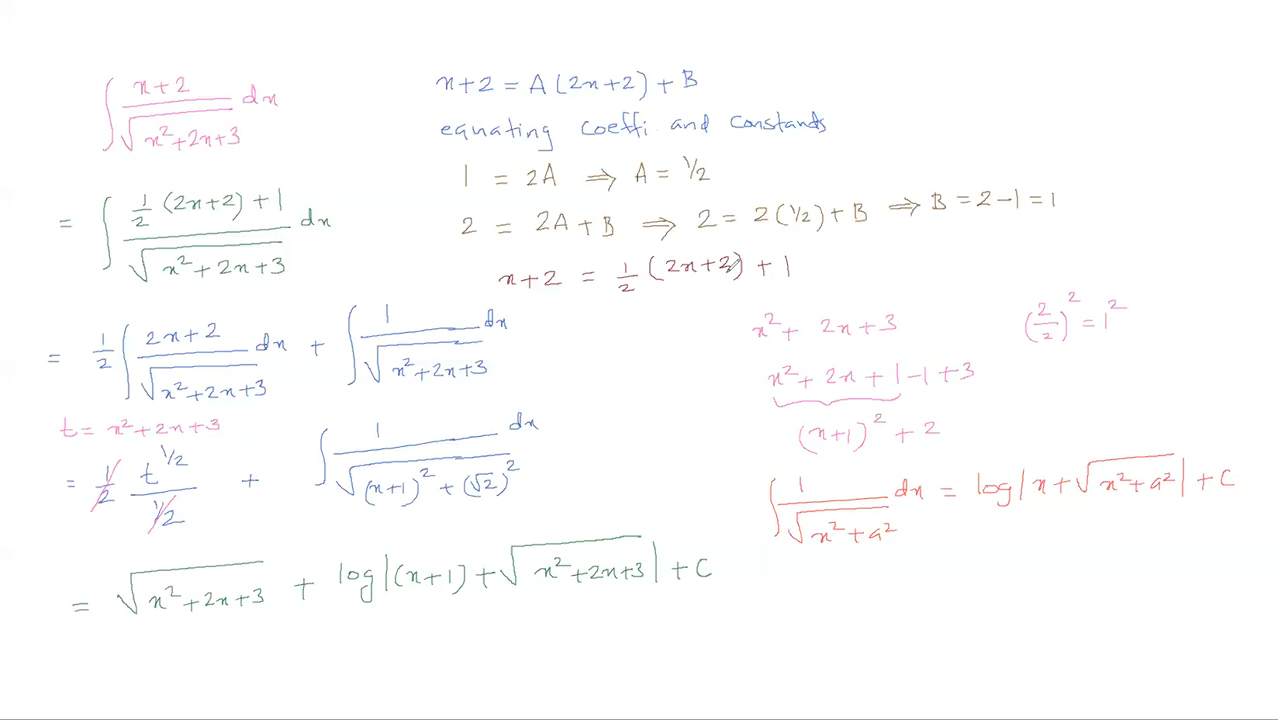 ∫ (x+2)/√(x²+2x+3) dx
x+2 = A(2x+2) + B
equating coeffi and constands
1 = 2A ⇒ A = 1/2
= ∫ (1/2 (2x+2) + 1)/√(x²+2x+3) dx
2 = 2A + B ⇒ 2 = 2(1/2) + B ⇒ B = 2-1 = 1
x+2 = 1/2 (2x+2) + 1
= 1/2 ∫ (2x+2)/√(x²+2x+3) dx + ∫ 1/√(x²+2x+3) dx
t = x²+2x+3
= 1/2 t^(1/2)/(1/2) + ∫ 1/√((x+1)² + (√2)²) dx
= √(x²+2x+3) + log|(x+1) + √(x²+2x+3)| + C
x² + 2x + 3
(2/2)² = 1²
x² + 2x + 1 - 1 + 3
(x+1)² + 2
∫ 1/√(x²+a²) dx = log|x + √(x²+a²)| + C